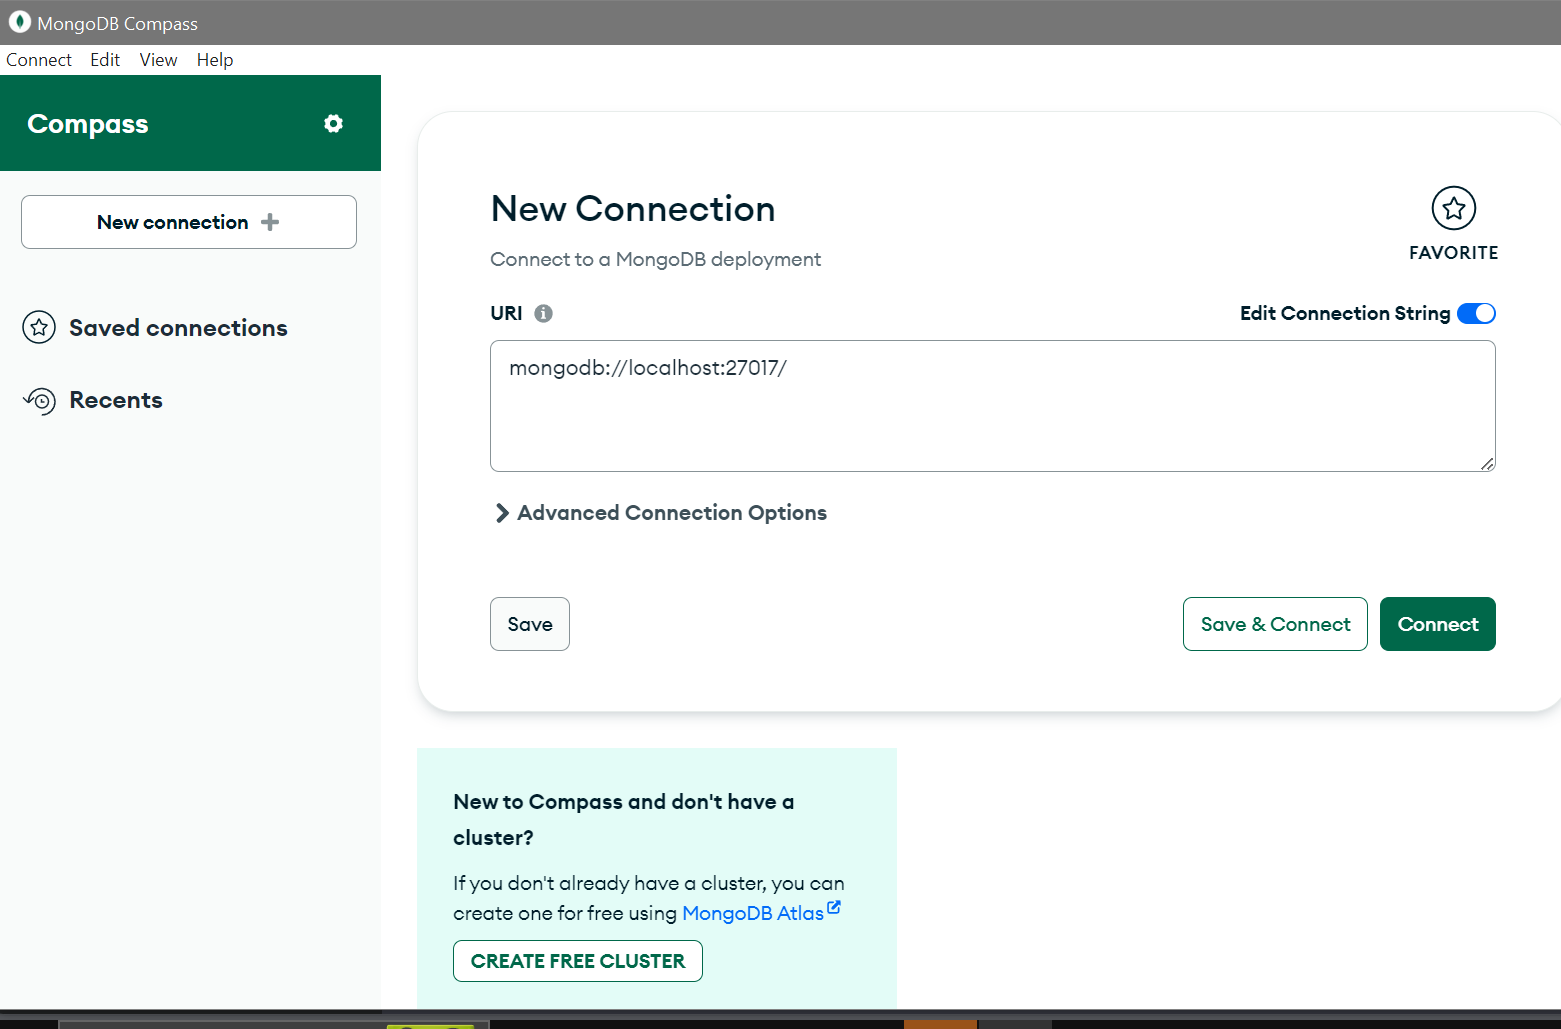 MongoDB Compass
Connect Edit View Help
Compass
New connection
Saved connections
Recents
New Connection
FAVORITE
Connect to a MongoDB deployment
URI
Edit Connection String
mongodb://localhost:27017/
Advanced Connection Options
Save
Save & Connect
Connect
New to Compass and don't have a
cluster?
If you don't already have a cluster, you can
create one for free using MongoDB Atlas
CREATE FREE CLUSTER